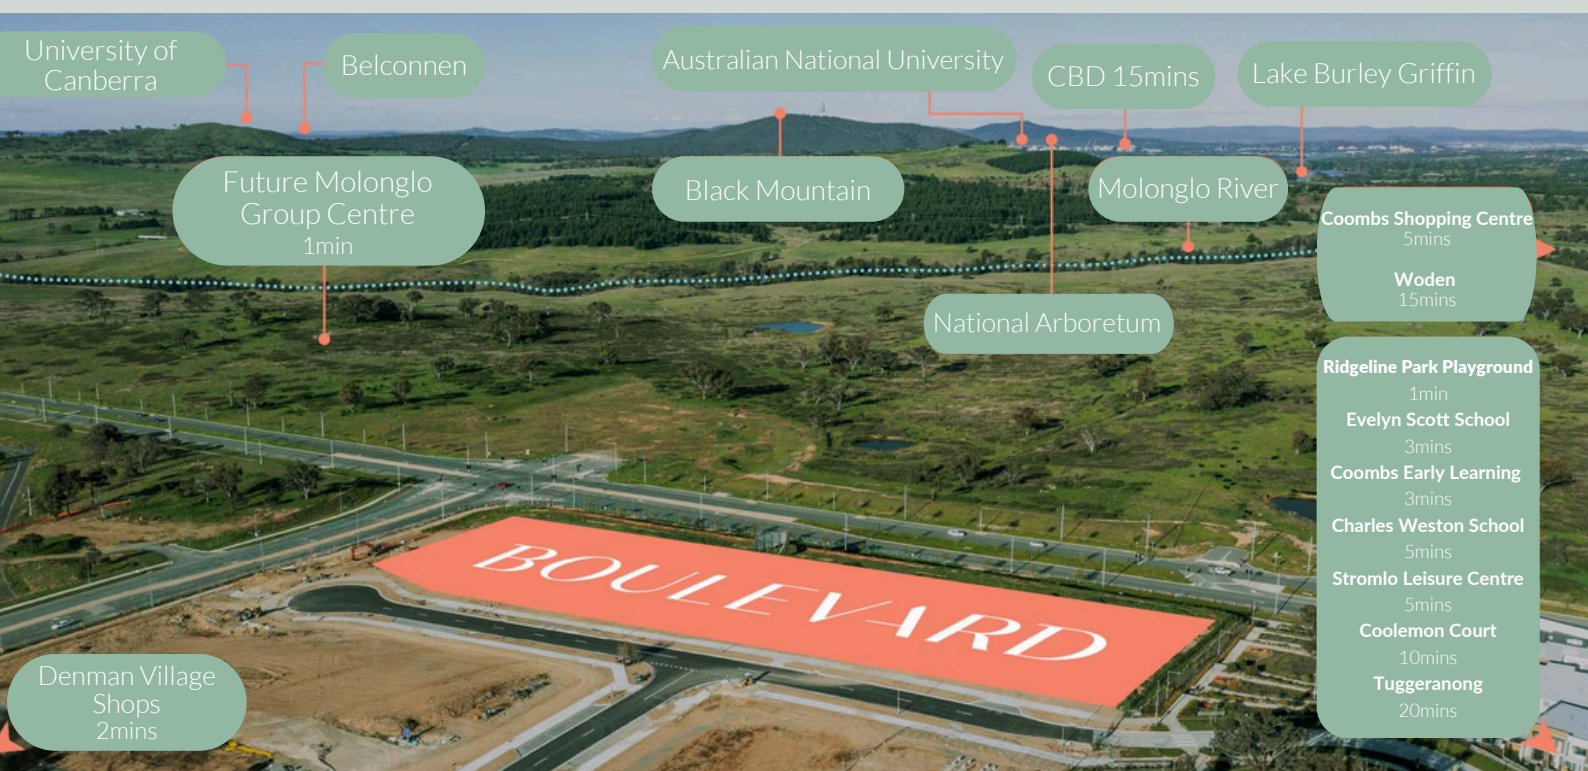 University of
Canberra
Belconnen
Australian National University
CBD 15mins
Lake Burley Griffin
Future Molonglo
Group Centre
1min
Black Mountain
Molonglo River
Coombs Shopping Centre
5mins
Woden
15mins
National Arboretum
Ridgeline Park Playground
1min
Evelyn Scott School
3mins
Coombs Early Learning
3mins
Charles Weston School
5mins
Stromlo Leisure Centre
5mins
Coolemon Court
10mins
Tuggeranong
20mins
BOULEVARD
Denman Village
Shops
2mins